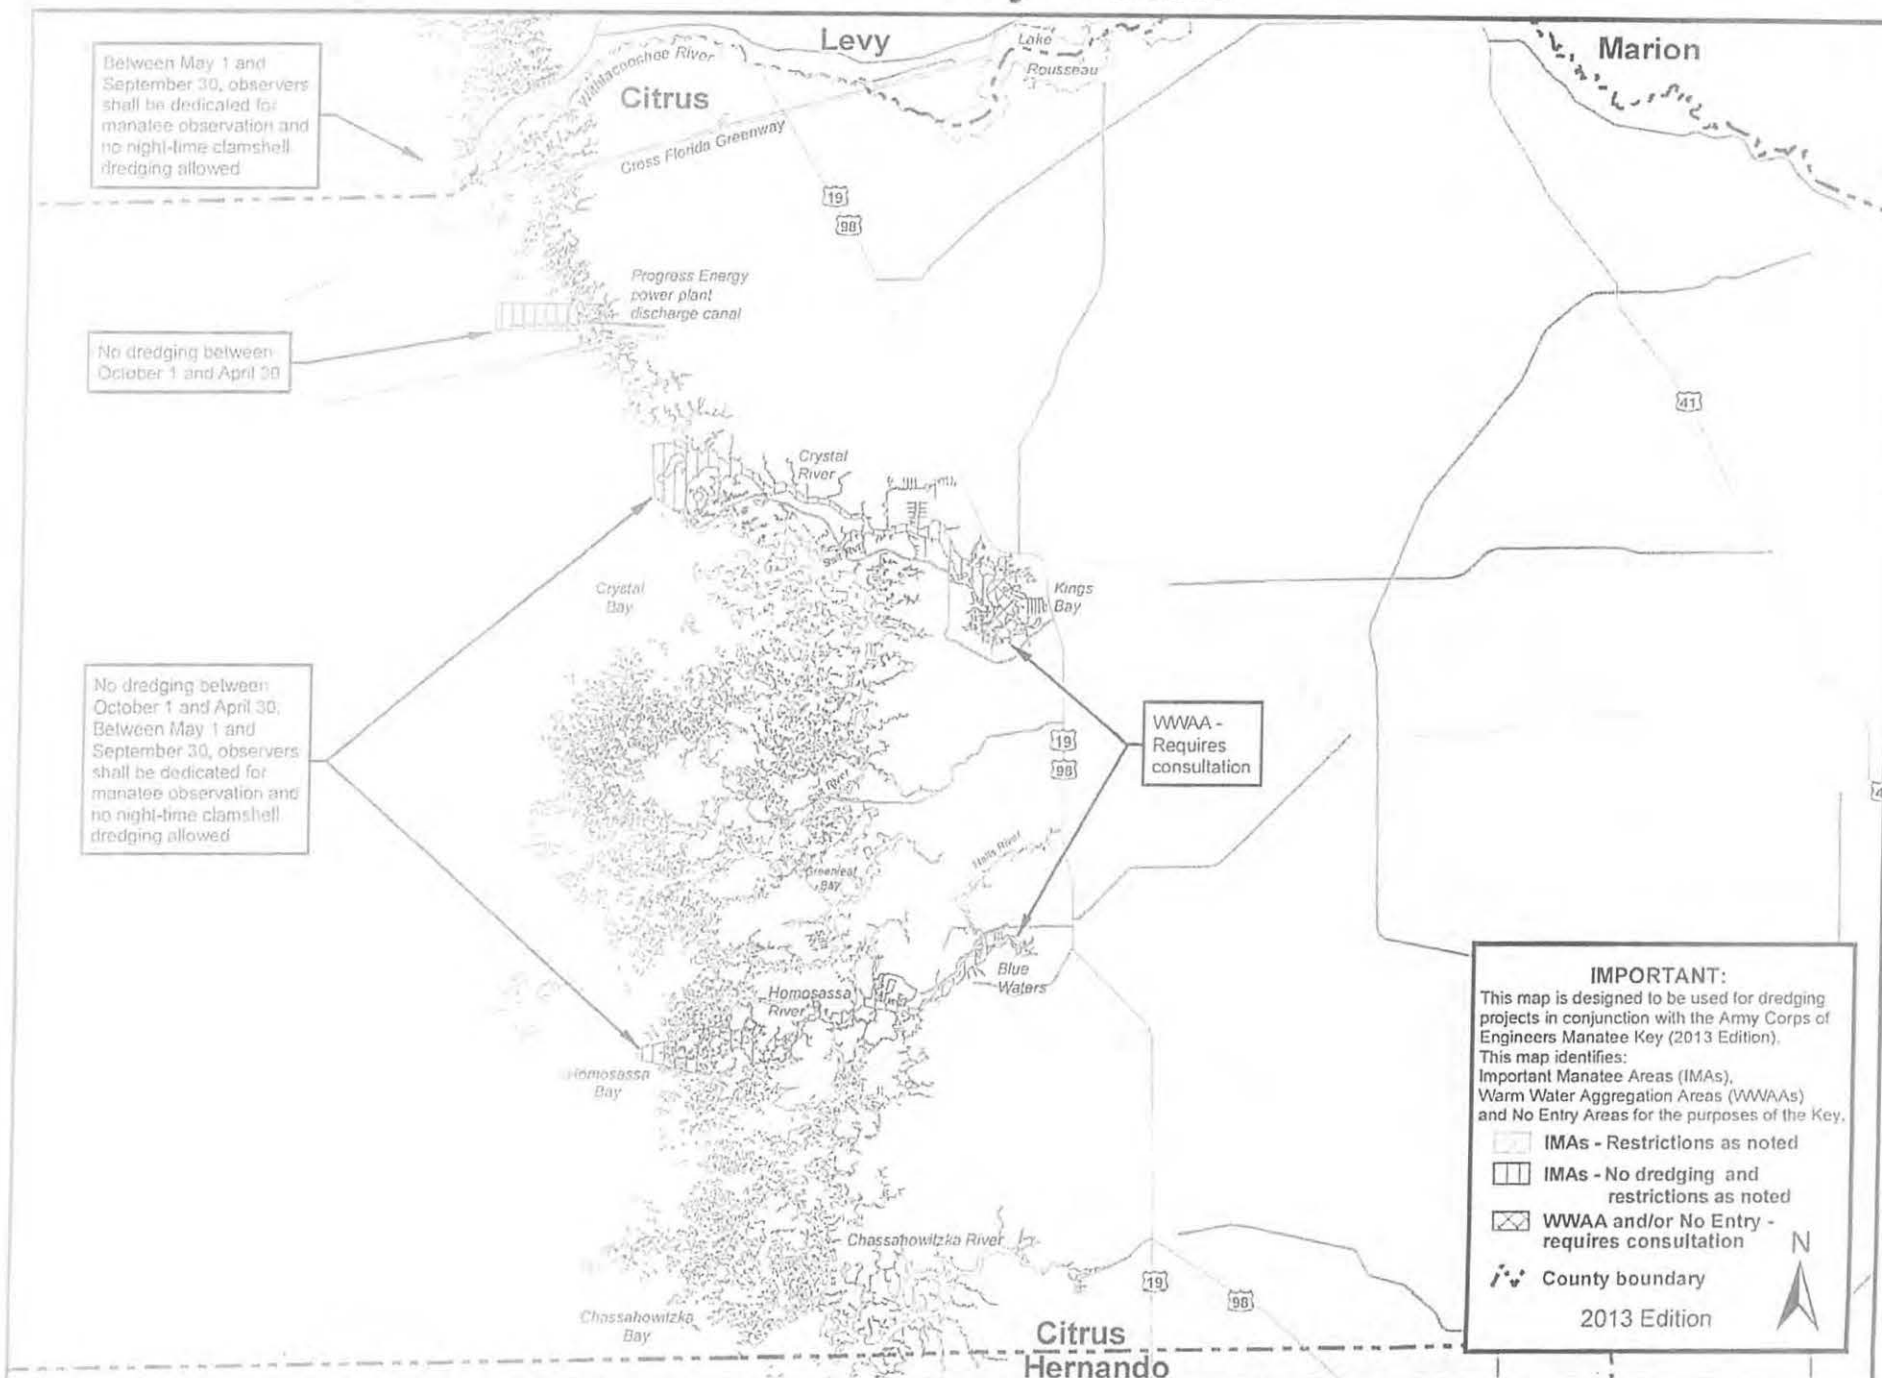 Levy
Lake
Rousseau
Marion
Between May 1 and
September 30, observers
shall be dedicated for
manatee observation and
no night-time clamshell
dredging allowed
Withlacoochee River
Citrus
Cross Florida Greenway
19
98
Progress Energy
power plant
discharge canal
No dredging between
October 1 and April 30
41
Crystal
River
Salt River
Crystal
Bay
Kings
Bay
No dredging between
October 1 and April 30.
Between May 1 and
September 30, observers
shall be dedicated for
manatee observation and
no night-time clamshell
dredging allowed
WWAA -
Requires
consultation
19
98
River
Halls River
Greenleaf
Bay
Blue
Waters
Homosassa
River
Homosassa
Bay
IMPORTANT:
This map is designed to be used for dredging
projects in conjunction with the Army Corps of
Engineers Manatee Key (2013 Edition).
This map identifies:
Important Manatee Areas (IMAs),
Warm Water Aggregation Areas (WWAAs)
and No Entry Areas for the purposes of the Key.
IMAs - Restrictions as noted
IMAs - No dredging and
restrictions as noted
WWAA and/or No Entry -
requires consultation
County boundary
N
2013 Edition
Chassahowitzka River
19
98
Chassahowitzka
Bay
Citrus
Hernando